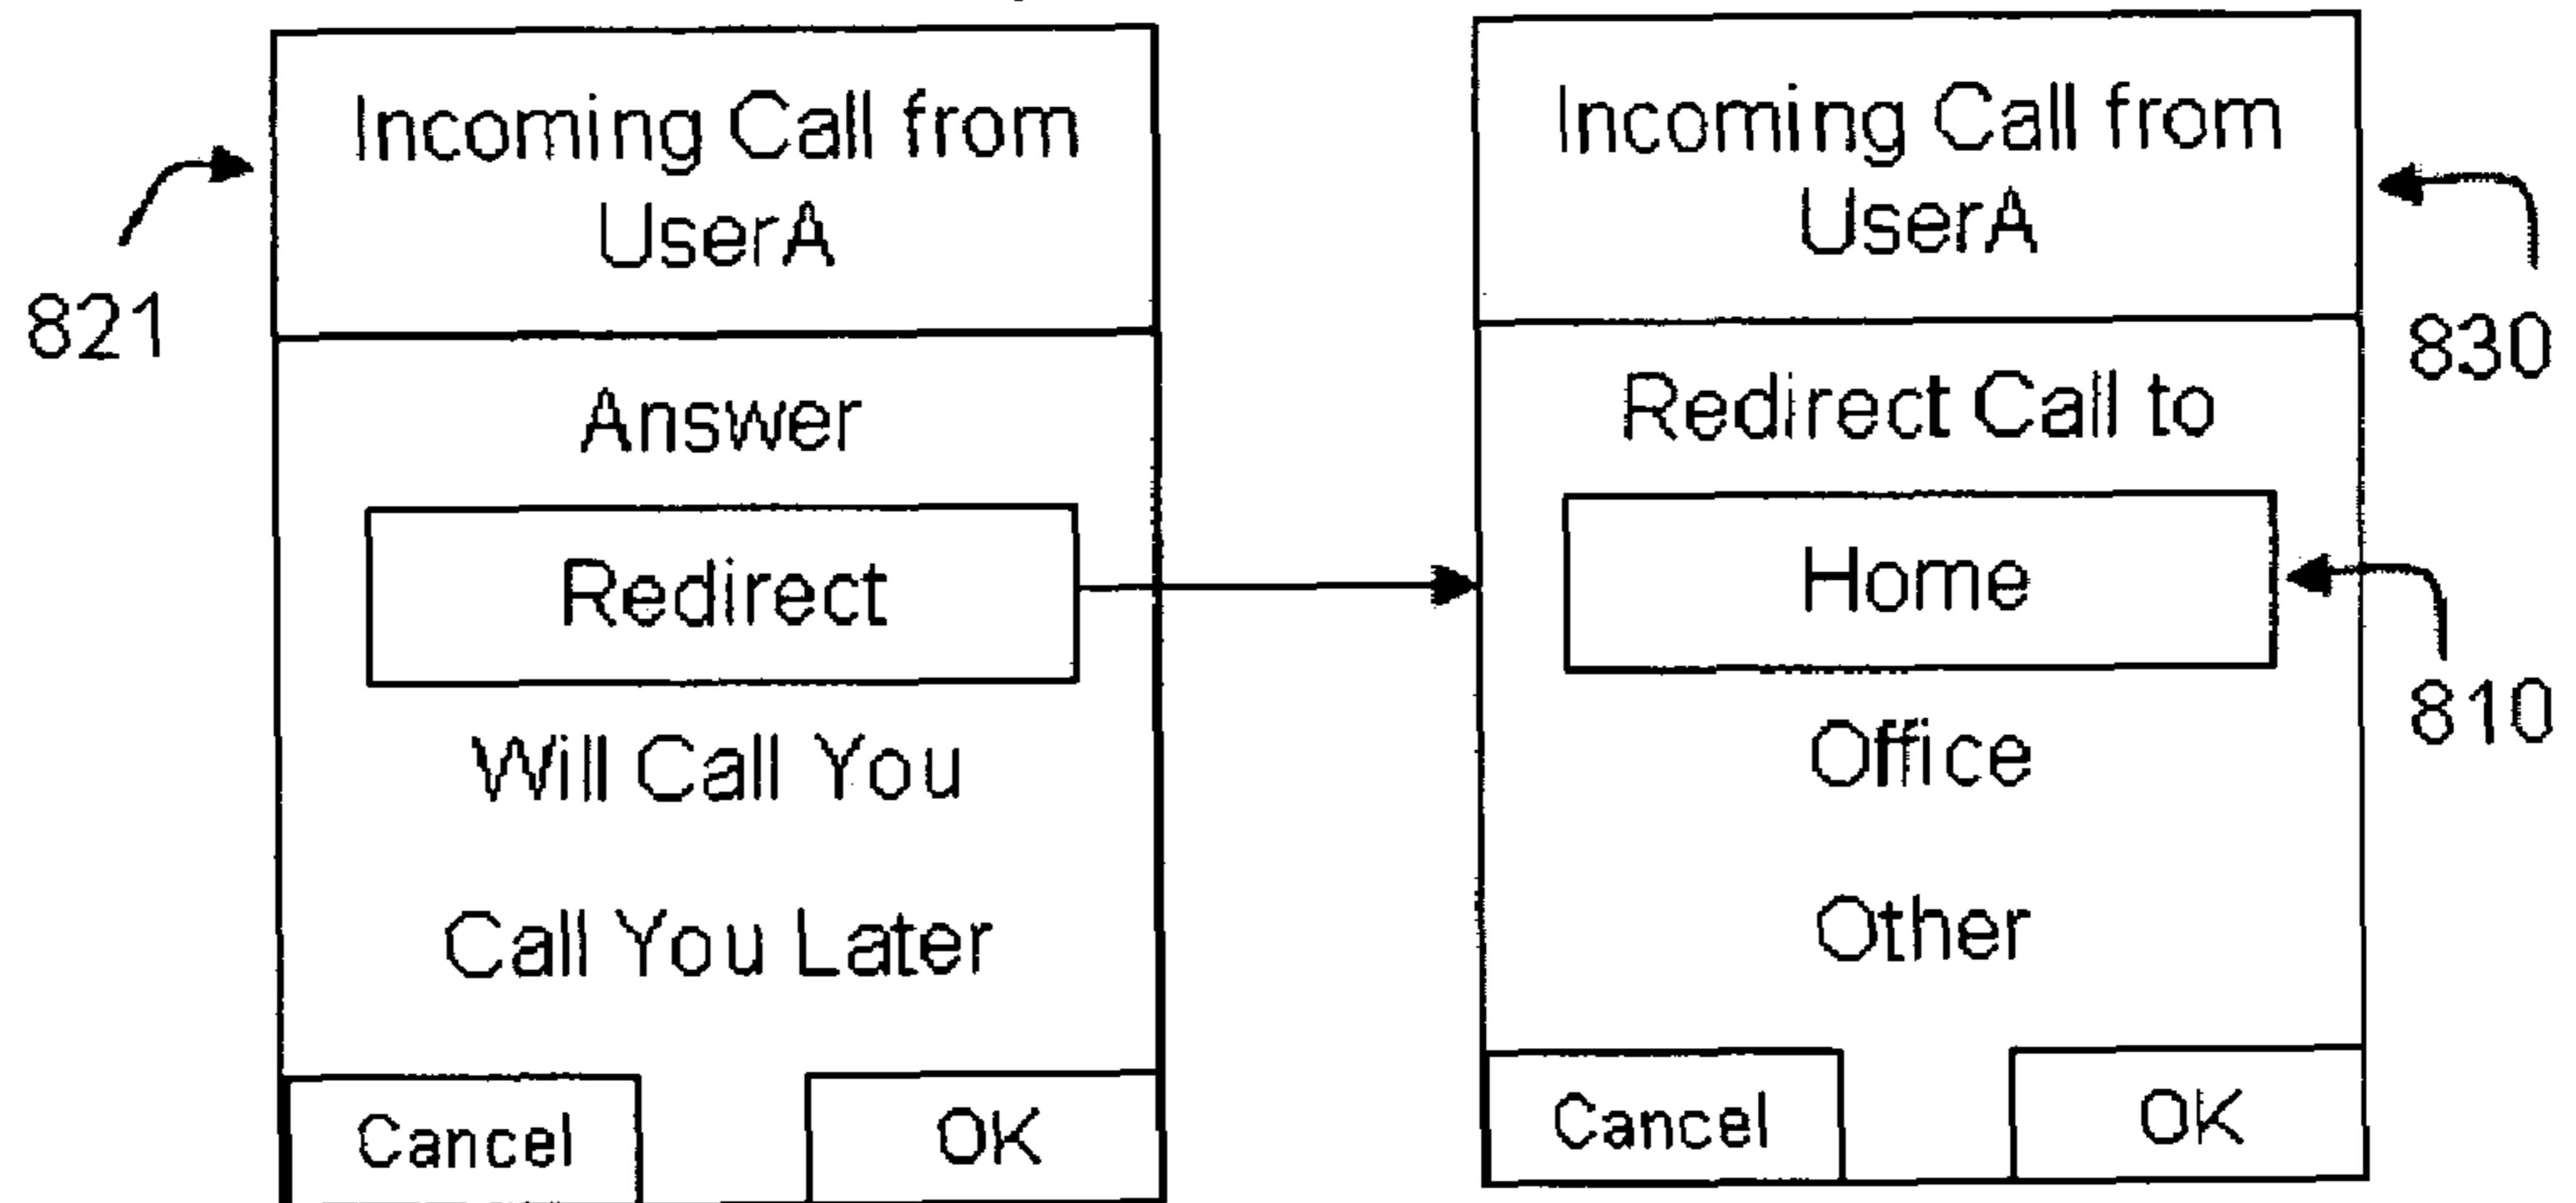 Incoming Call from
UserA
821
Answer
Redirect
Will Call You
Call You Later
Cancel
OK
Incoming Call from
UserA
830
Redirect Call to
Home
810
Office
Other
Cancel
OK